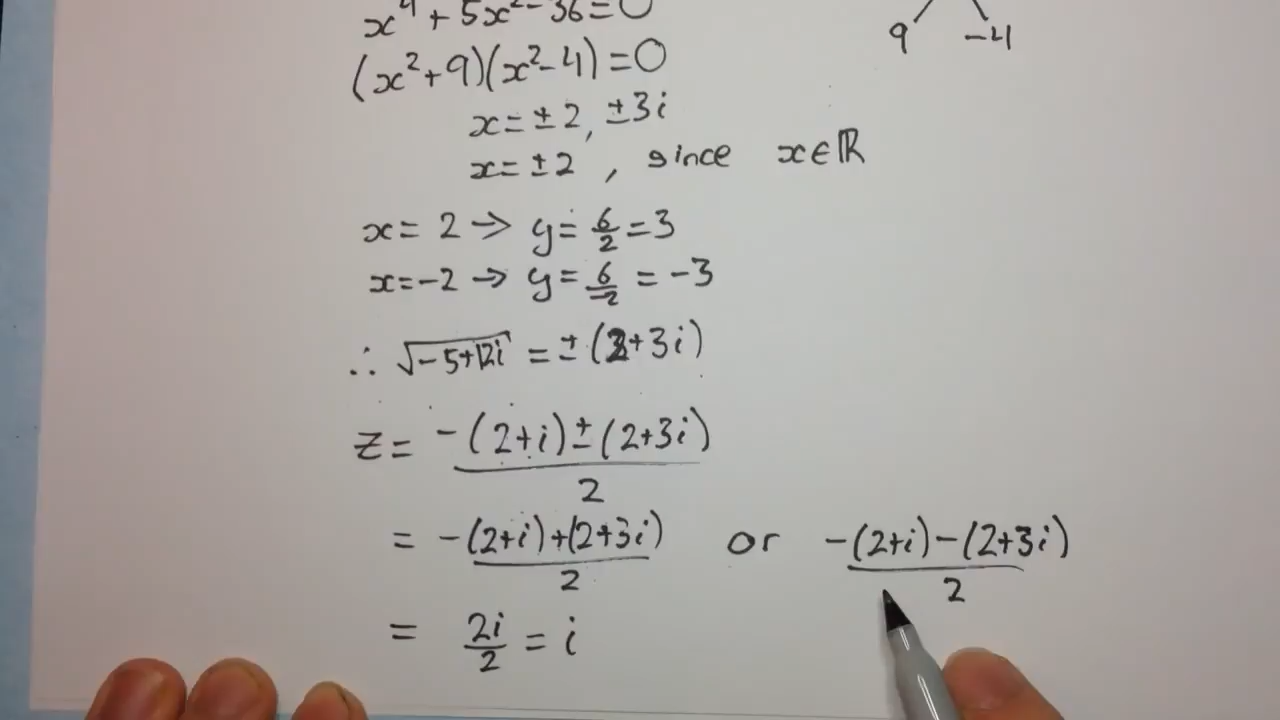 x⁴ + 5x² - 36 = 0
9 -4
(x² + 9)(x² - 4) = 0
x = ± 2, ± 3i
x = ± 2 , since x ∈ ℝ
x = 2 → y = 6/2 = 3
x = -2 → y = 6/-2 = -3
∴ √(-5+12i) = ± (2+3i)
z = (-(2+i) ± (2+3i))/2
= (-(2+i)+(2+3i))/2 or (-(2+i)-(2+3i))/2
= 2i/2 = i